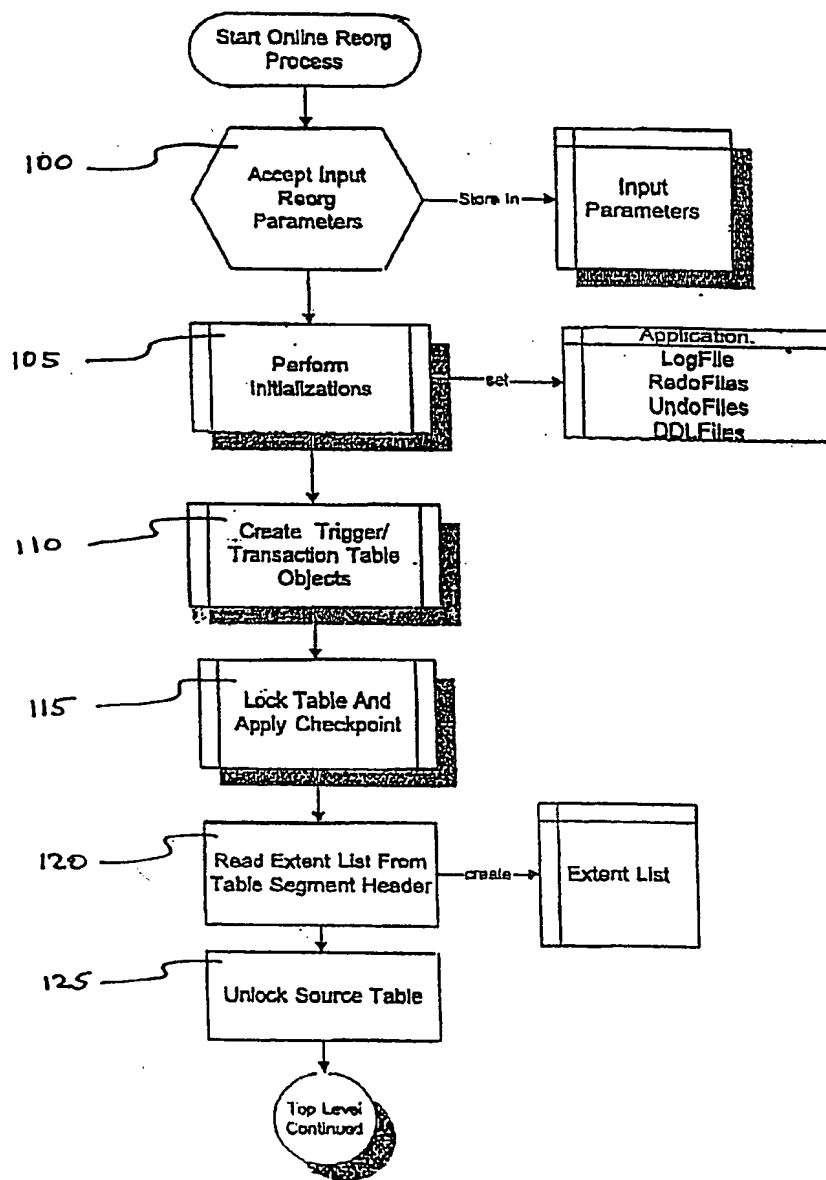 Start Online Reorg
Process
100
Accept Input
Reorg
Parameters
Store in
Input
Parameters
105
Perform
Initializations
set
Application
LogFile
RedoFiles
UndoFiles
DDLFiles
110
Create Trigger/
Transaction Table
Objects
115
Lock Table And
Apply Checkpoint
120
Read Extent List From
Table Segment Header
create
Extent List
125
Unlock Source Table
Top Level
Continued